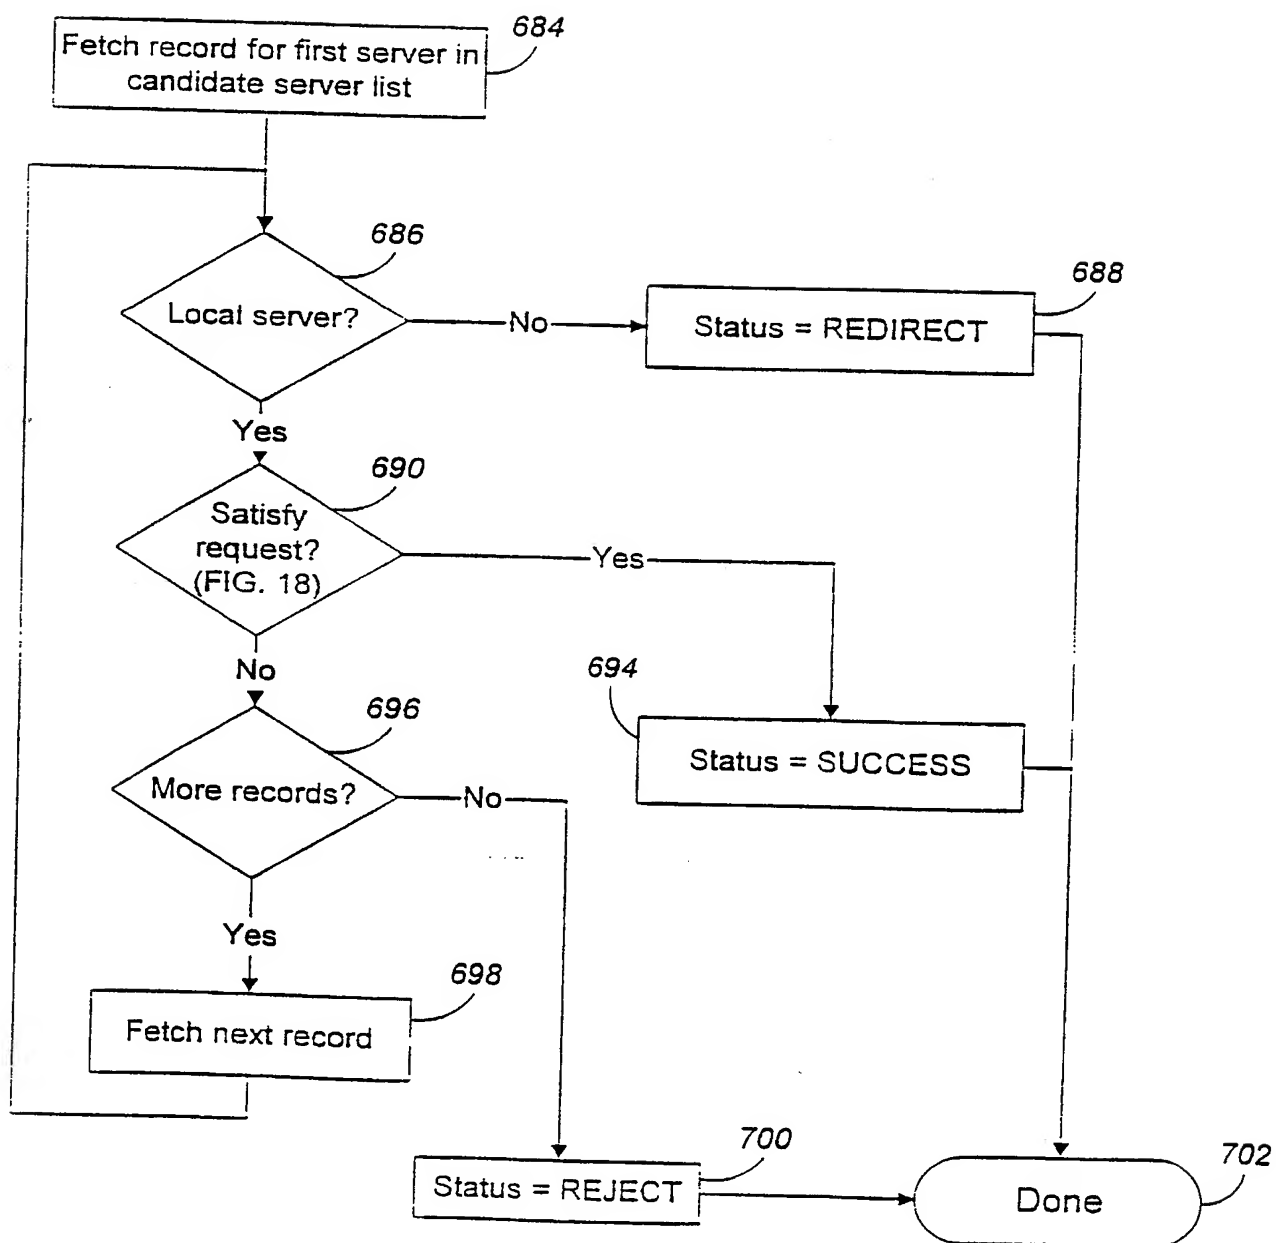 684
Fetch record for first server in
candidate server list
686
Local server?
No
688
Status = REDIRECT
Yes
690
Satisfy
request?
(FIG. 18)
Yes
No
694
Status = SUCCESS
696
More records?
No
Yes
698
Fetch next record
700
Status = REJECT
702
Done